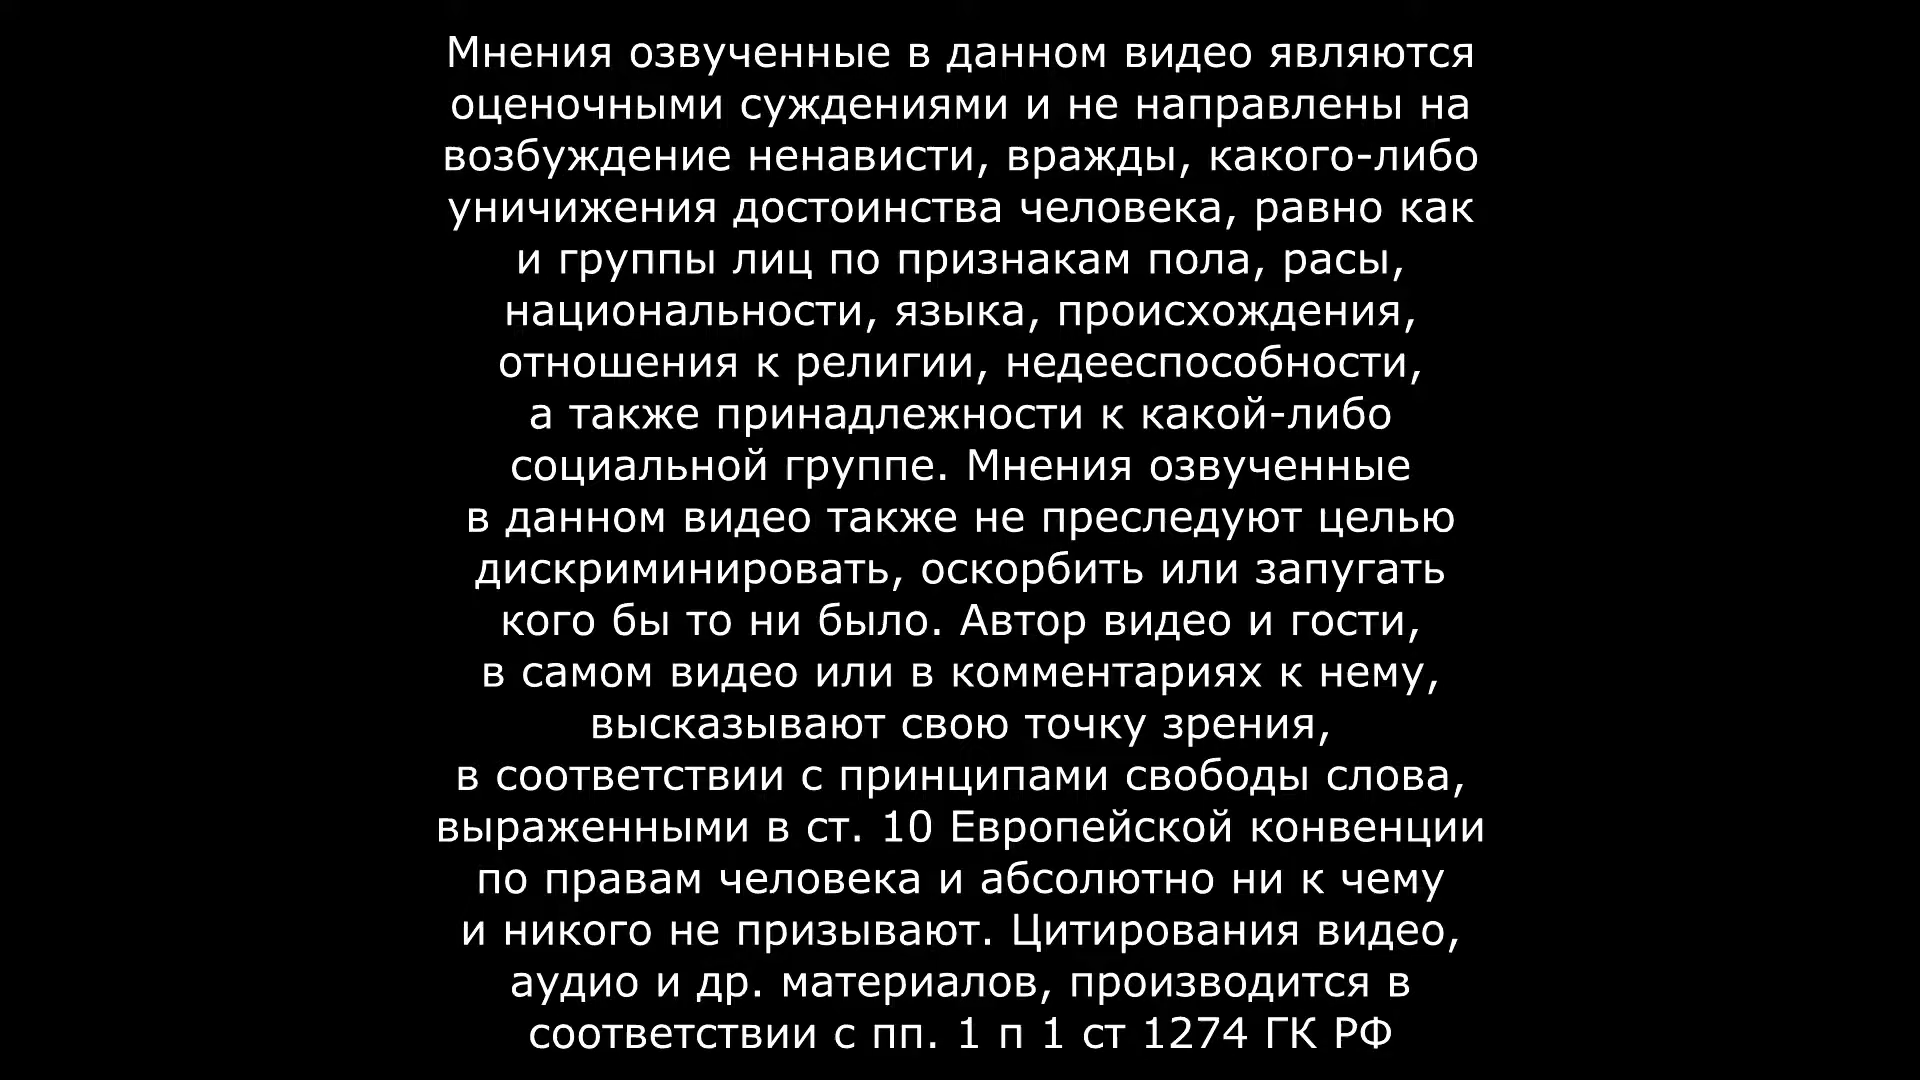 Мнения озвученные в данном видео являются
оценочными суждениями и не направлены на
возбуждение ненависти, вражды, какого-либо
уничижения достоинства человека, равно как
и группы лиц по признакам пола, расы,
национальности, языка, происхождения,
отношения к религии, недееспособности,
а также принадлежности к какой-либо
социальной группе. Мнения озвученные
в данном видео также не преследуют целью
дискриминировать, оскорбить или запугать
кого бы то ни было. Автор видео и гости,
в самом видео или в комментариях к нему,
высказывают свою точку зрения,
в соответствии с принципами свободы слова,
выраженными в ст. 10 Европейской конвенции
по правам человека и абсолютно ни к чему
и никого не призывают. Цитирования видео,
аудио и др. материалов, производится в
соответствии с пп. 1 п 1 ст 1274 ГК РФ